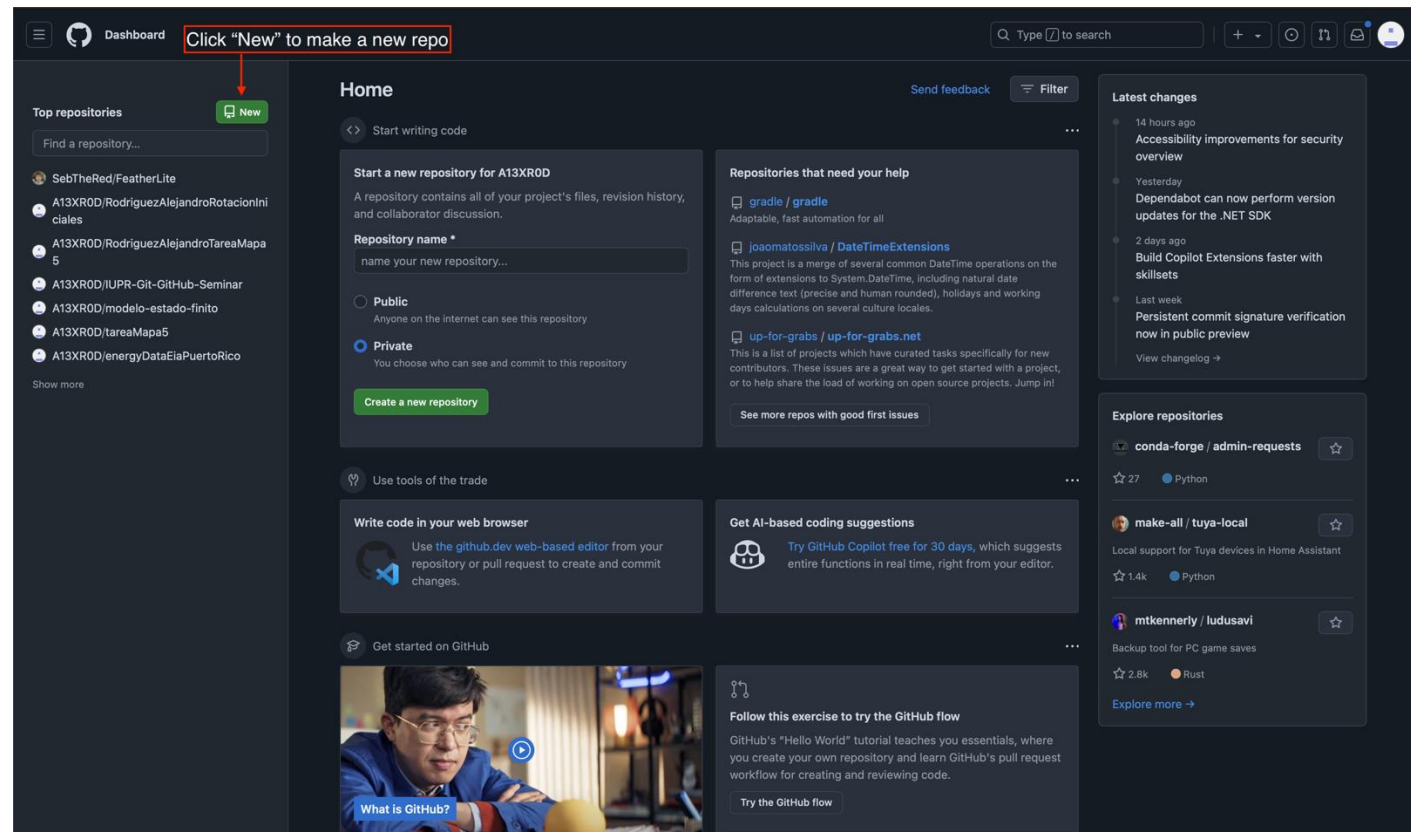 Dashboard
Click “New” to make a new repo
Type / to search
Top repositories
New
Find a repository...
SebTheRed/FeatherLite
A13XR0D/RodriguezAlejandroRotacionIni
ciales
A13XR0D/RodriguezAlejandroTareaMapa
5
A13XR0D/IUPR-Git-GitHub-Seminar
A13XR0D/modelo-estado-finito
A13XR0D/tareaMapa5
A13XR0D/energyDataEiaPuertoRico
Show more
Home
Send feedback
Filter
Start writing code
Start a new repository for A13XR0D
A repository contains all of your project's files, revision history,
and collaborator discussion.
Repository name *
name your new repository...
Public
Anyone on the internet can see this repository
Private
You choose who can see and commit to this repository
Create a new repository
Repositories that need your help
gradle / gradle
Adaptable, fast automation for all
joaomatossilva / DateTimeExtensions
This project is a merge of several common DateTime operations on the
form of extensions to System.DateTime, including natural date
difference text (precise and human rounded), holidays and working
days calculations on several culture locales.
up-for-grabs / up-for-grabs.net
This is a list of projects which have curated tasks specifically for new
contributors. These issues are a great way to get started with a project,
or to help share the load of working on open source projects. Jump in!
See more repos with good first issues
Use tools of the trade
Write code in your web browser
Use the github.dev web-based editor from your
repository or pull request to create and commit
changes.
Get AI-based coding suggestions
Try GitHub Copilot free for 30 days, which suggests
entire functions in real time, right from your editor.
Get started on GitHub
What is GitHub?
Follow this exercise to try the GitHub flow
GitHub's "Hello World" tutorial teaches you essentials, where
you create your own repository and learn GitHub's pull request
workflow for creating and reviewing code.
Try the GitHub flow
Latest changes
14 hours ago
Accessibility improvements for security
overview
Yesterday
Dependabot can now perform version
updates for the .NET SDK
2 days ago
Build Copilot Extensions faster with
skillsets
Last week
Persistent commit signature verification
now in public preview
View changelog →
Explore repositories
conda-forge / admin-requests
27 Python
make-all / tuya-local
Local support for Tuya devices in Home Assistant
1.4k Python
mtkennerly / ludusavi
Backup tool for PC game saves
2.8k Rust
Explore more →